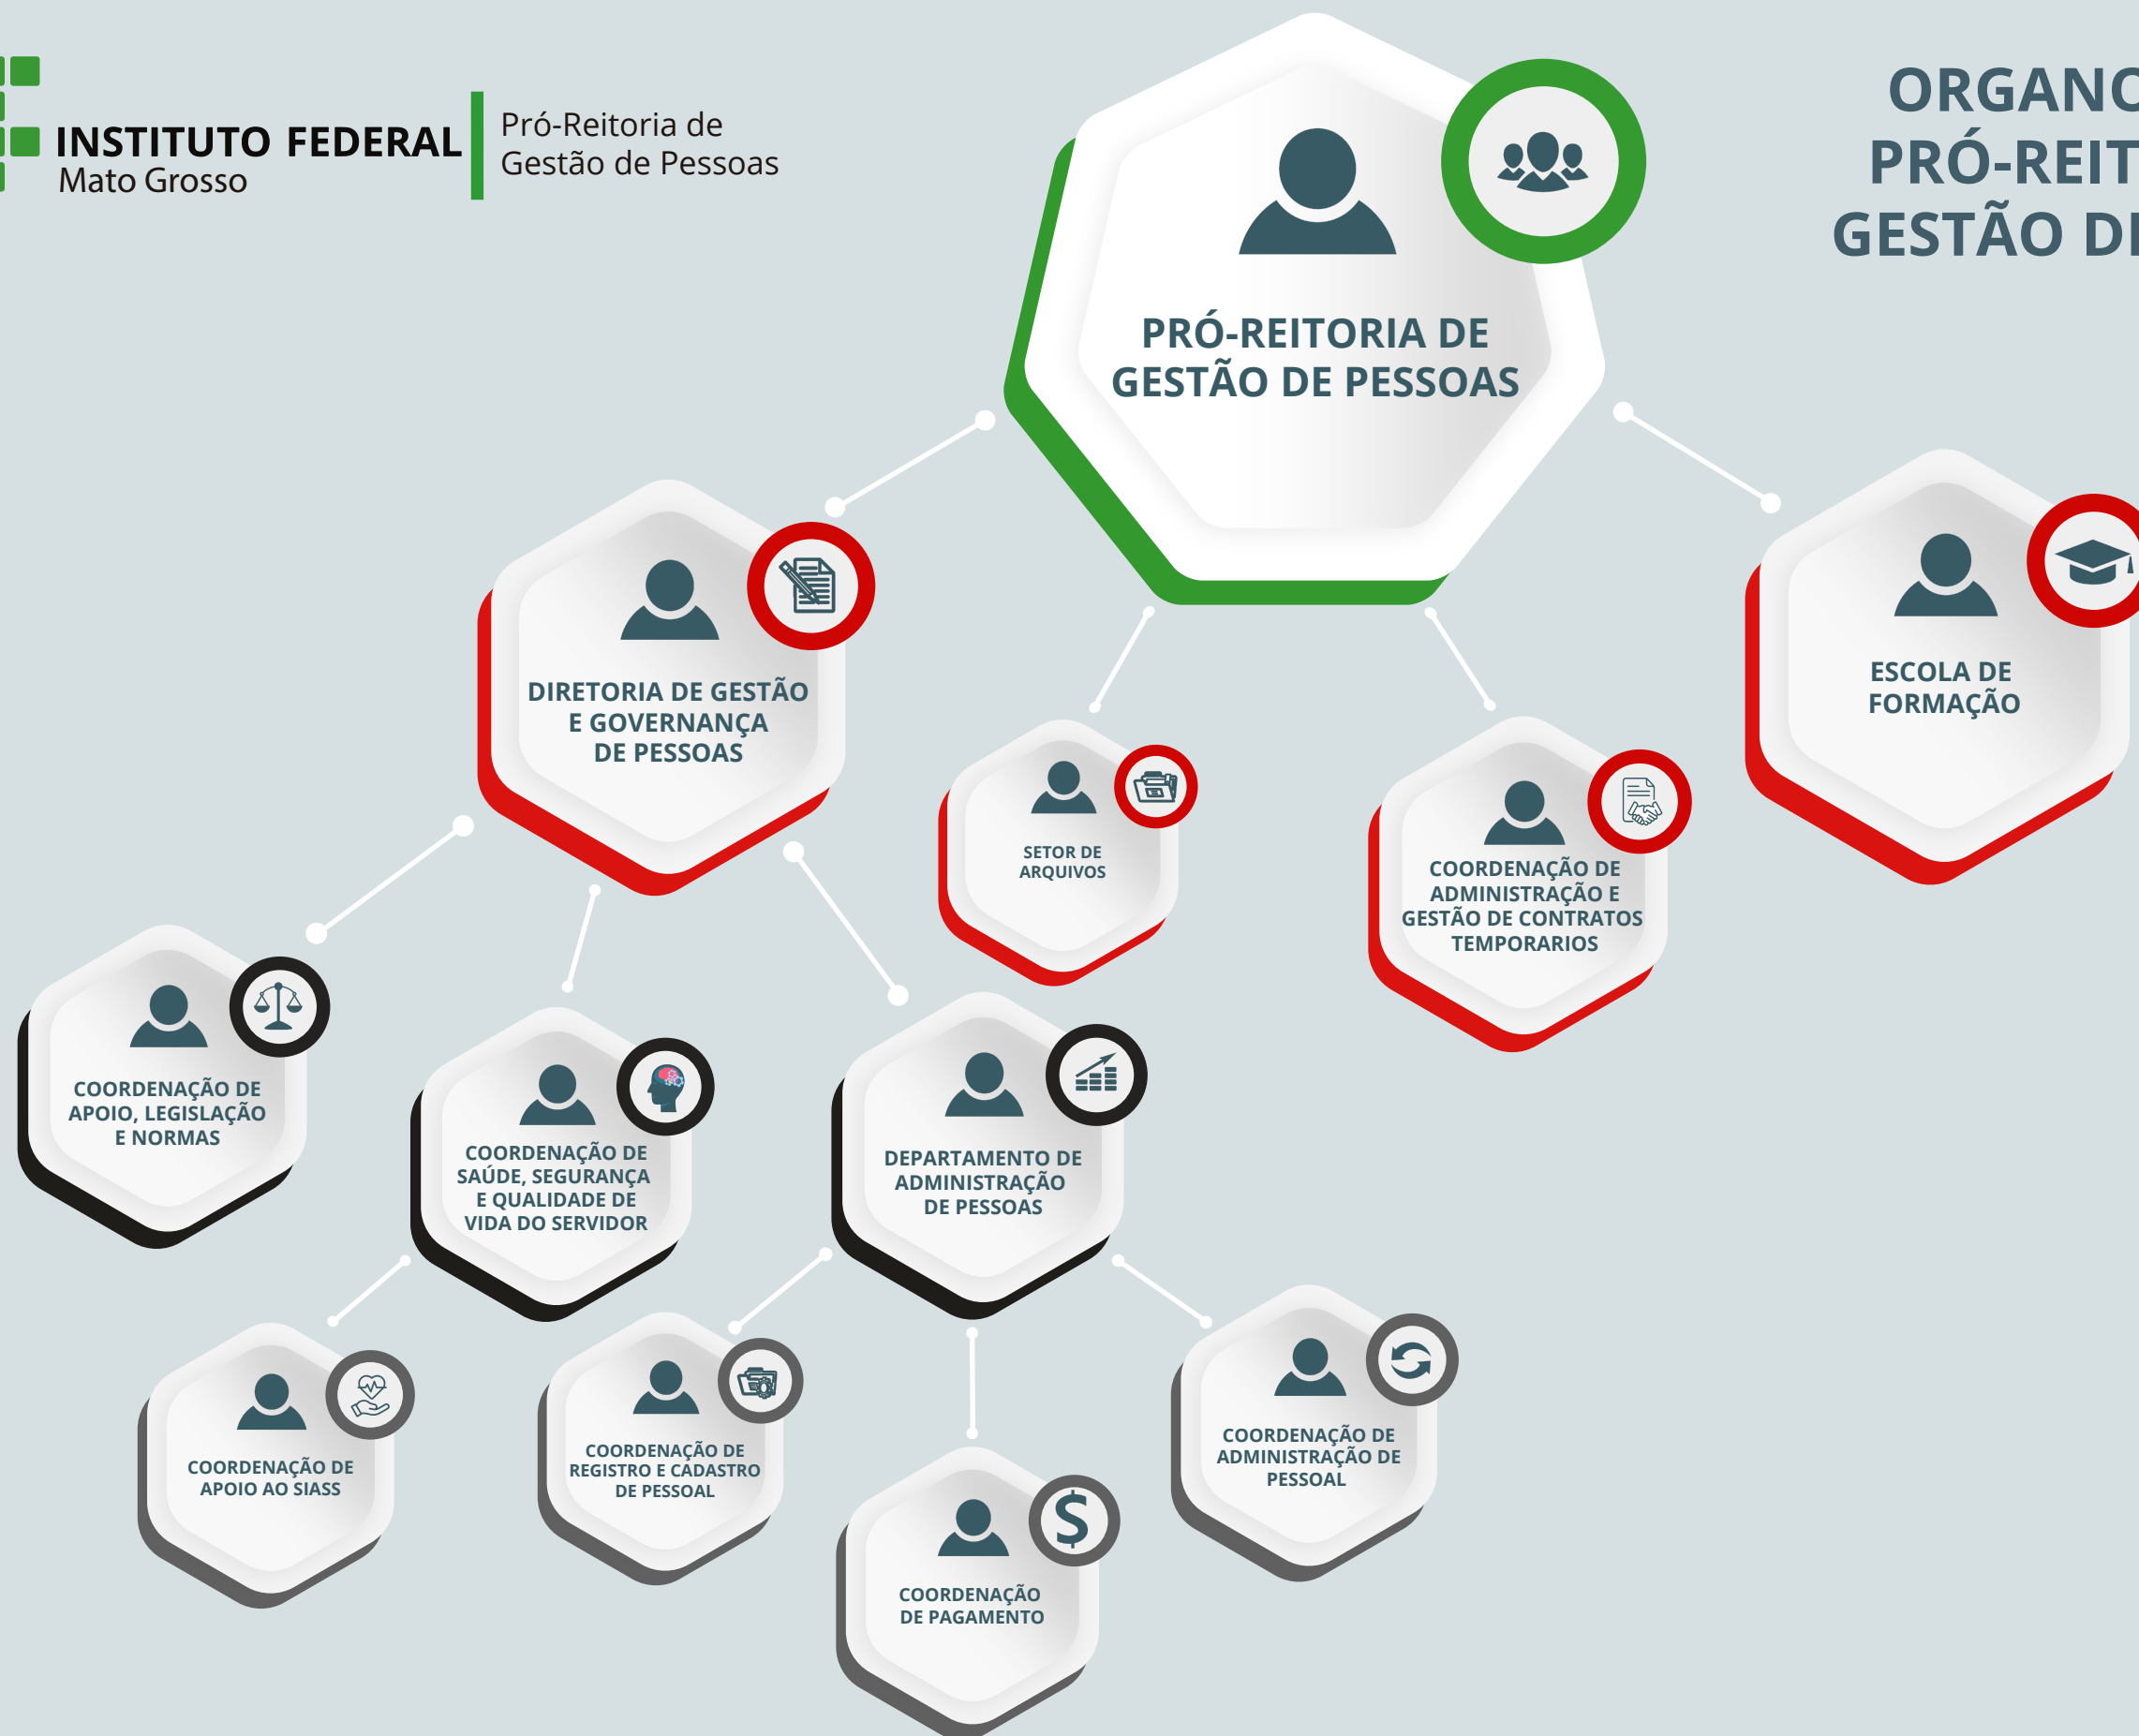 INSTITUTO FEDERAL
Mato Grosso
Pró-Reitoria de
Gestão de Pessoas
PRÓ-REITORIA DE
GESTÃO DE PESSOAS
GESTÃO
DIRETORIA DE GESTÃO
E GOVERNANÇA
DE PESSOAS
SETOR DE
ARQUIVOS
COORDENAÇÃO DE
ADMINISTRAÇÃO E
GESTÃO DE CONTRATOS
TEMPORARIOS
ESCOLA DE
FORMAÇÃO
COORDENAÇÃO DE
APOIO, LEGISLAÇÃO
E NORMAS
COORDENAÇÃO DE
SAÚDE, SEGURANÇA
E QUALIDADE DE
VIDA DO SERVIDOR
DEPARTAMENTO DE
ADMINISTRAÇÃO
DE PESSOAS
COORDENAÇÃO DE
APOIO AO SIASS
COORDENAÇÃO DE
REGISTRO E CADASTRO
DE PESSOAL
$
COORDENAÇÃO
DE PAGAMENTO
COORDENAÇÃO DE
ADMINISTRAÇÃO DE
PESSOAL